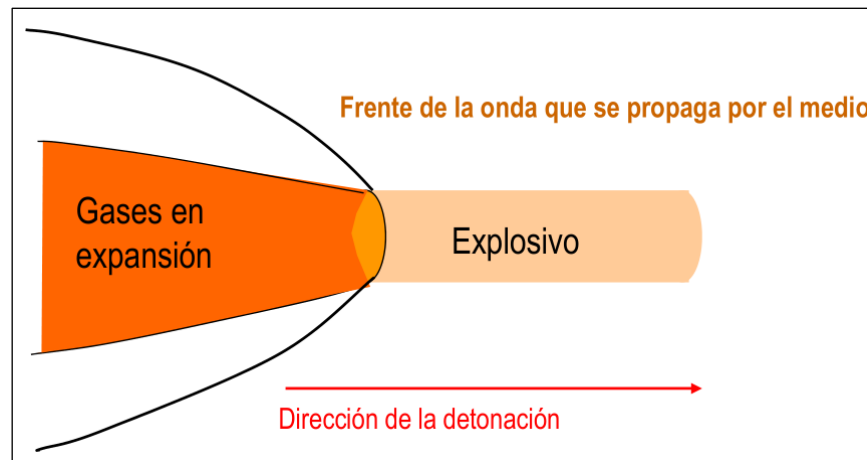 Frente de la onda que se propaga por el medio
Gases en
expansión
Explosivo
Dirección de la detonación